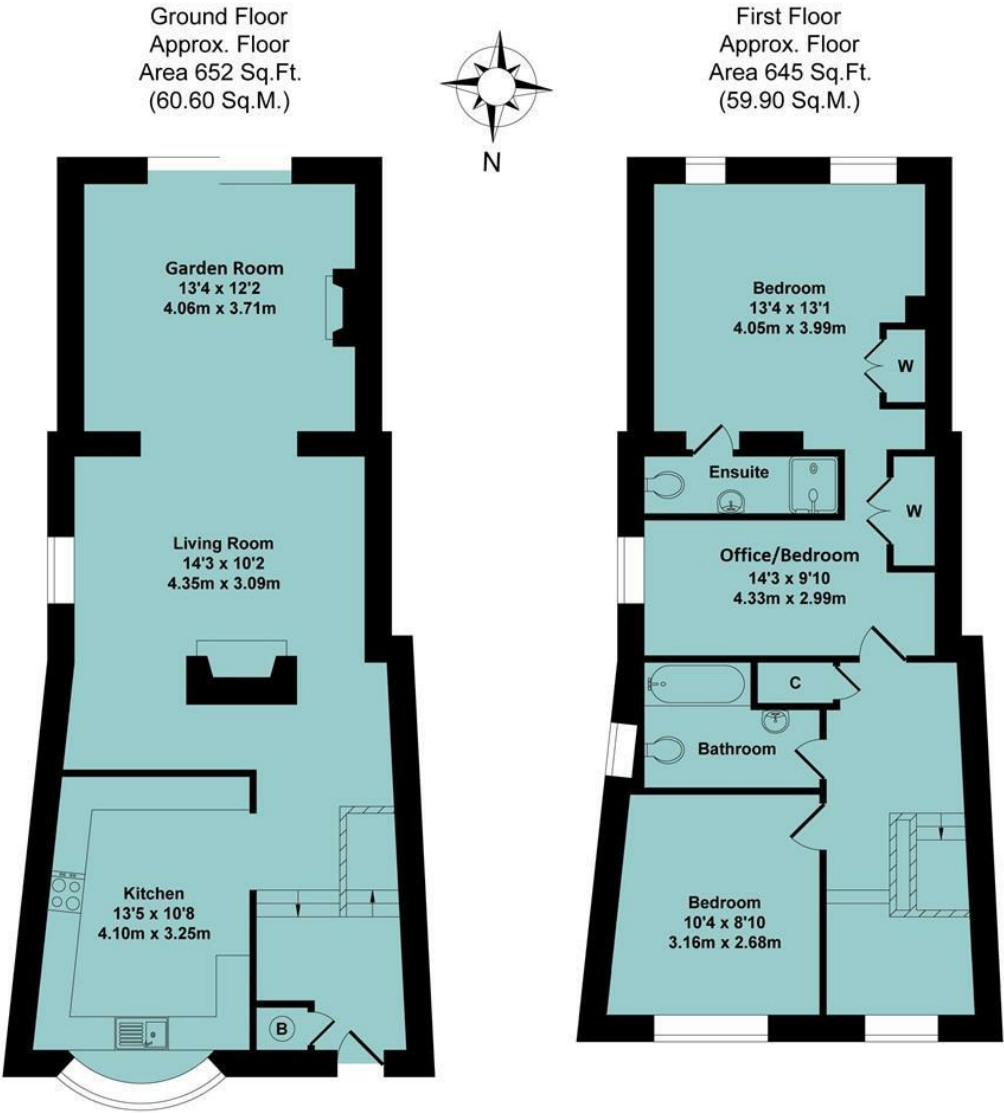 Ground Floor
Approx. Floor
Area 652 Sq.Ft.
(60.60 Sq.M.)
N
First Floor
Approx. Floor
Area 645 Sq.Ft.
(59.90 Sq.M.)
Garden Room
13'4 x 12'2
4.06m x 3.71m
Living Room
14'3 x 10'2
4.35m x 3.09m
Kitchen
13'5 x 10'8
4.10m x 3.25m
B
Bedroom
13'4 x 13'1
4.05m x 3.99m
W
Ensuite
W
Office/Bedroom
14'3 x 9'10
4.33m x 2.99m
C
Bathroom
Bedroom
10'4 x 8'10
3.16m x 2.68m